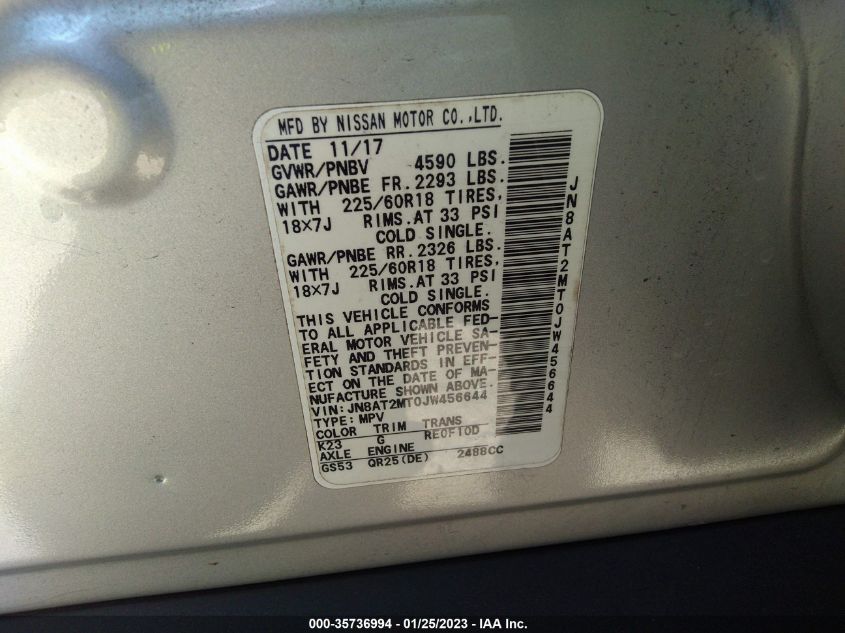 MFD BY NISSAN MOTOR CO.,LTD.
DATE 11/17
GVWR/PNBV 4590 LBS.
GAWR/PNBE FR. 2293 LBS.
WITH 225/60R18 TIRES,
18×7J RIMS.AT 33 PSI
COLD SINGLE.
GAWR/PNBE RR. 2326 LBS.
WITH 225/60R18 TIRES,
18×7J RIMS.AT 33 PSI
COLD SINGLE.
THIS VEHICLE CONFORMS
TO ALL APPLICABLE FED-
ERAL MOTOR VEHICLE SA-
FETY AND THEFT PREVEN-
TION STANDARDS IN EFF-
ECT ON THE DATE OF MA-
NUFACTURE SHOWN ABOVE.
VIN:JN8AT2MT0JW456644
TYPE:MPV
COLOR TRIM TRANS
K23 G RE0F10D
AXLE ENGINE
GS53 QR25(DE) 2488CC
JN8AT2MT0JW456644
000-35736994 - 01/25/2023 - IAA Inc.